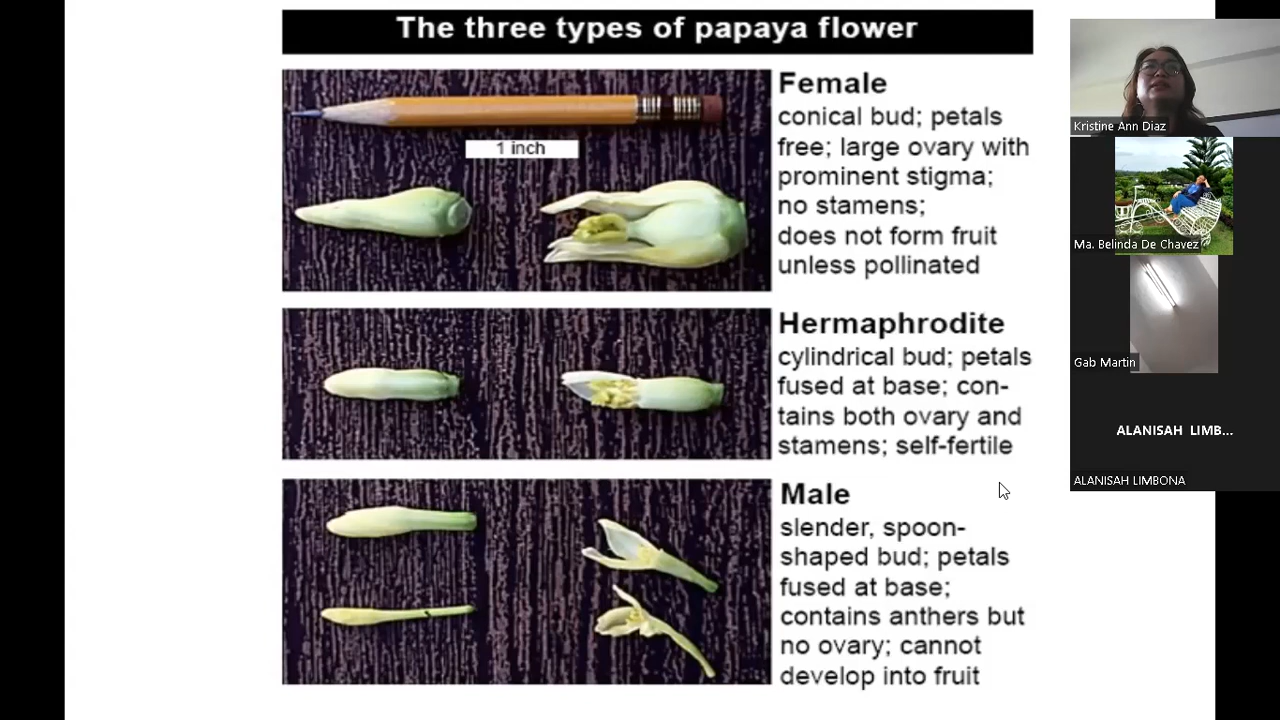 The three types of papaya flower
1 inch
Female
conical bud; petals
free; large ovary with
prominent stigma;
no stamens;
does not form fruit
unless pollinated
Hermaphrodite
cylindrical bud; petals
fused at base; con-
tains both ovary and
stamens; self-fertile
Male
slender, spoon-
shaped bud; petals
fused at base;
contains anthers but
no ovary; cannot
develop into fruit
Kristine Ann Diaz
Ma. Belinda De Chavez
Gab Martin
ALANISAH LIMB...
ALANISAH LIMBONA